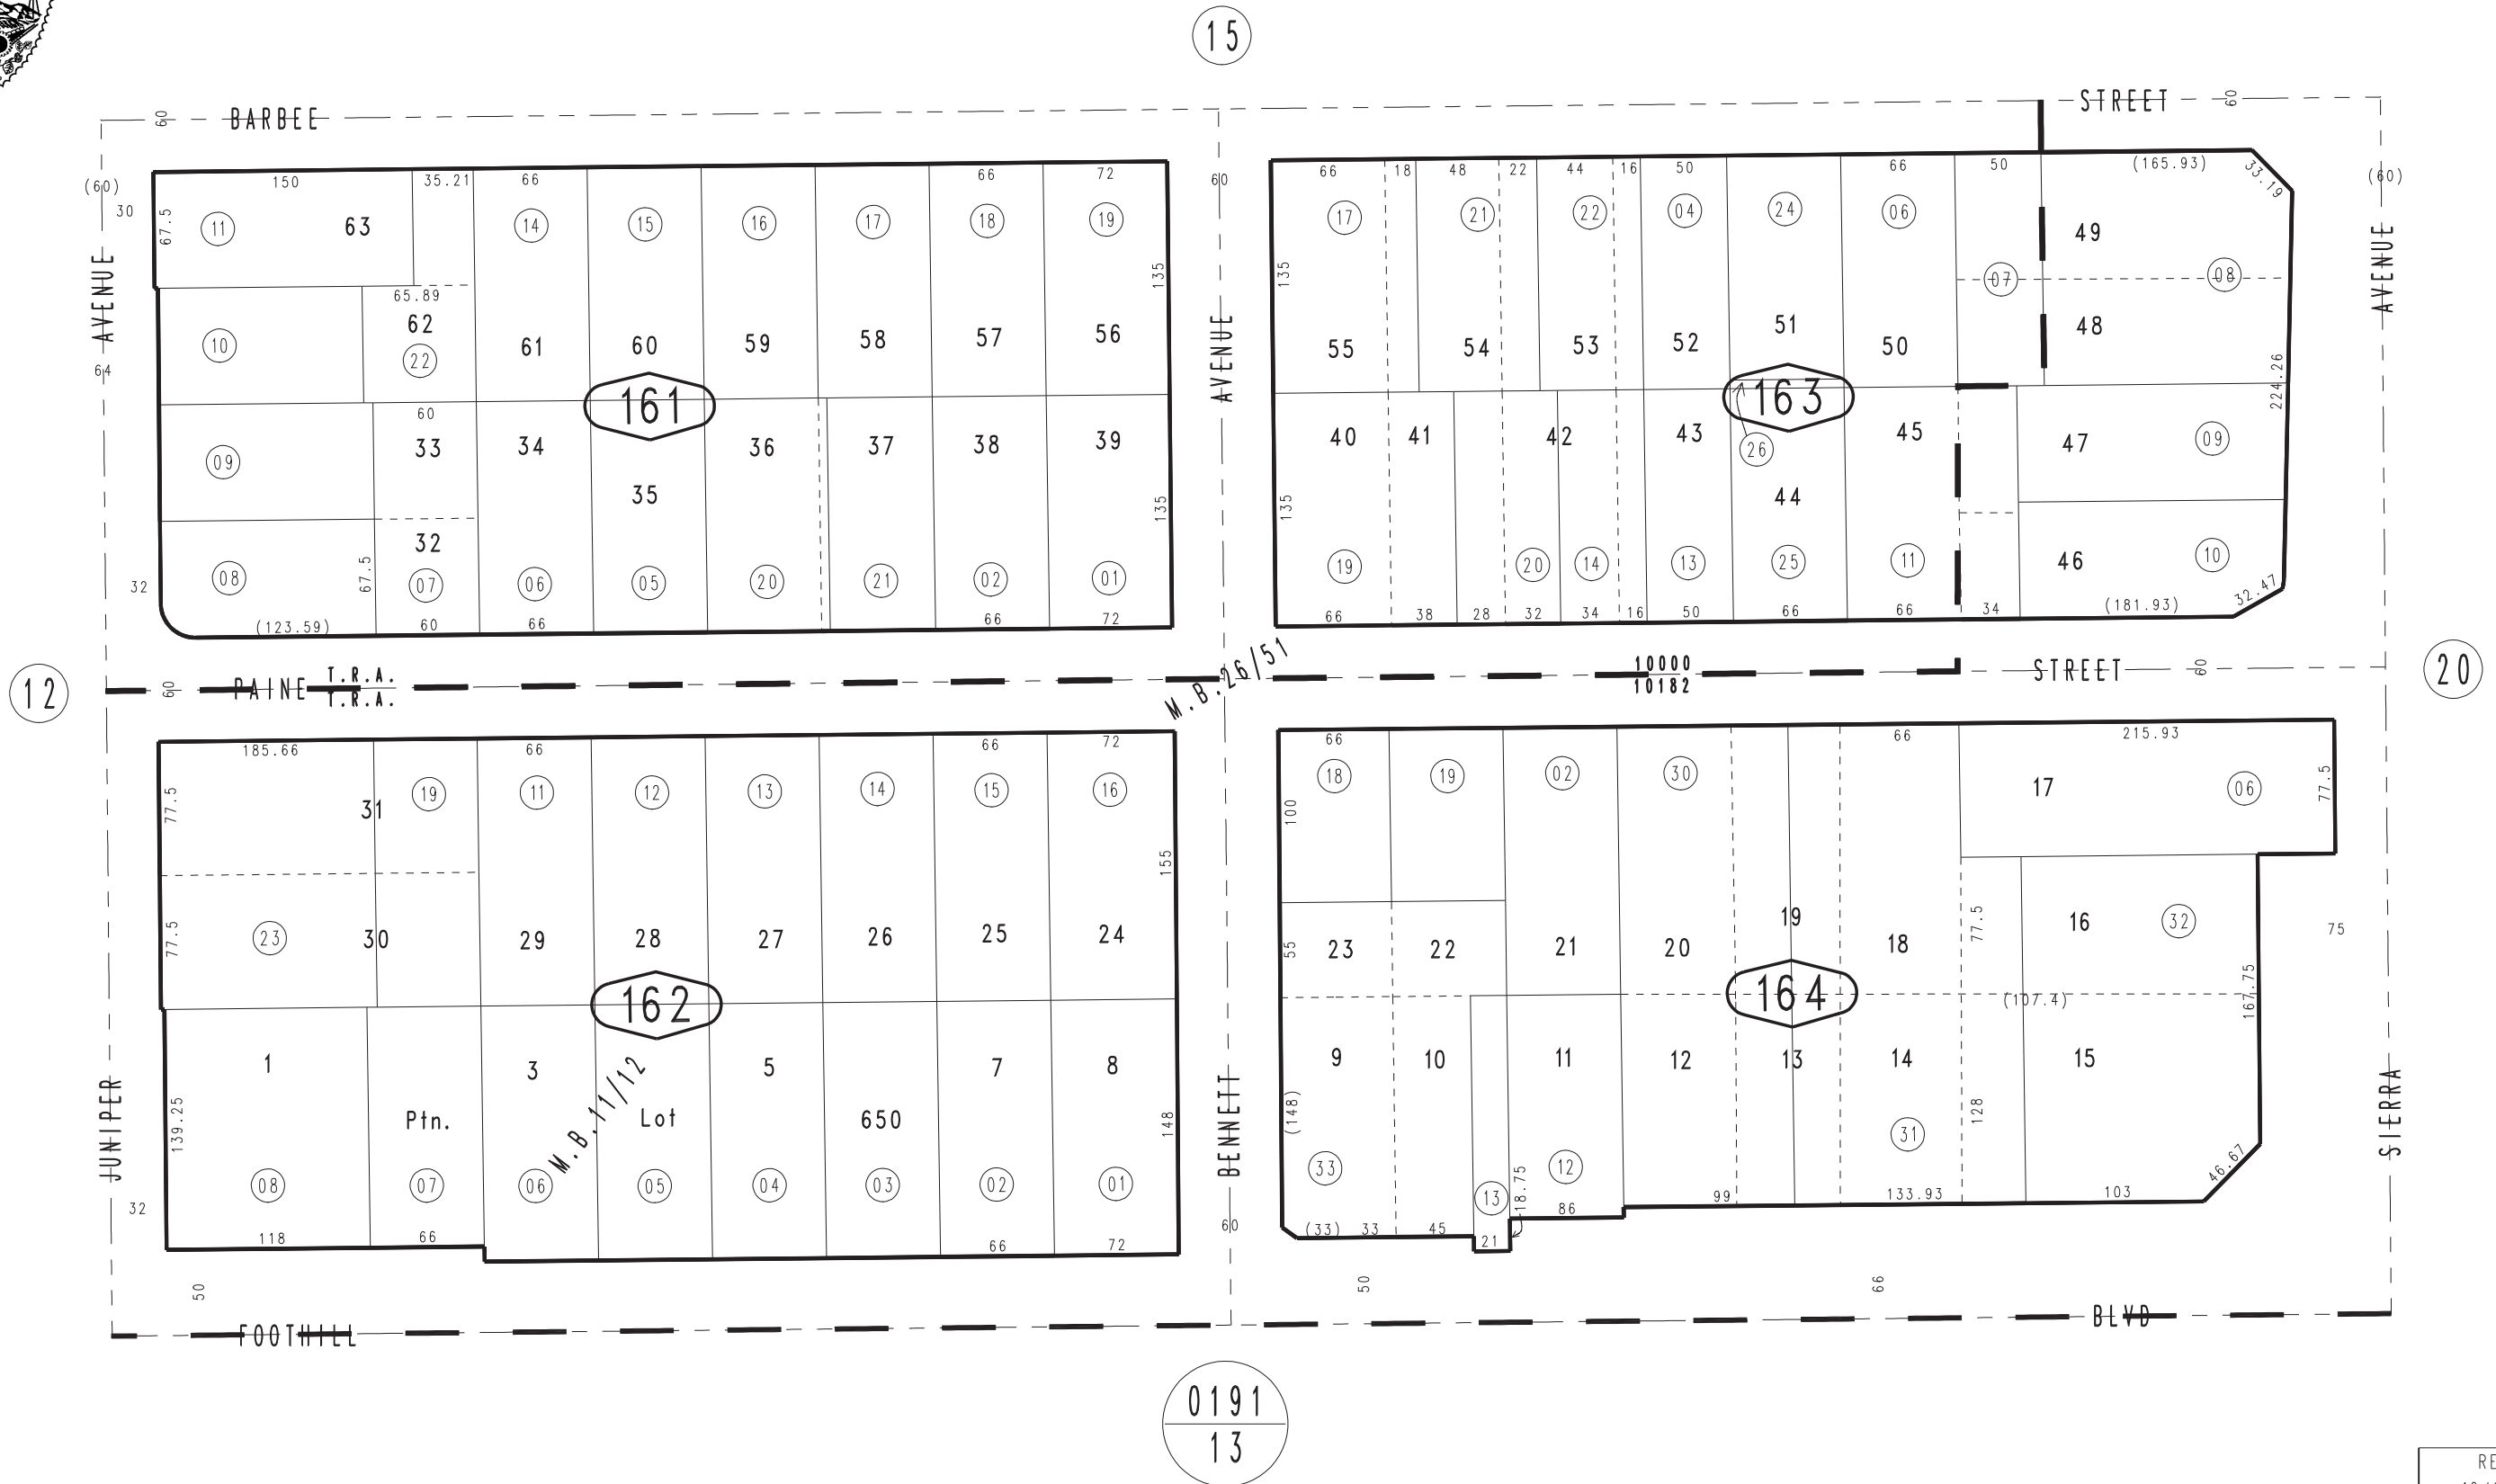 15
BARBEE STREET
60 60
(60) 150 35.21 66 66 72 60 66 18 48 22 44 16 50 66 50 (165.93) 33.19 (60)
30 67.5 11 63 14 15 16 17 18 19 17 21 22 04 24 06 49
135 135 07 08
AVENUE AVENUE AVENUE
65.89
62 61 60 59 58 57 56 55 54 53 52 51 50 48
10 22
64 224.26
161 163
60
33 34 36 37 38 39 40 41 42 43 26 45 47 09
09
35 44
135 135
32 46 10
32 08 67.5 07 06 05 20 21 02 01 19 20 14 13 25 11 32.47
(123.59) 60 66 66 72 66 38 28 32 34 16 50 66 66 34 (181.93)
12 60 PAINE T.R.A. M.B.26/51 10000 STREET 60 20
T.R.A. 10182
185.66 66 66 72 66 66 215.93
77.5 19 11 12 13 14 15 16 18 19 02 30 17 06 77.5
31 100
155
77.5 23 30 29 28 27 26 25 24 55 23 22 21 20 19 18 77.5 16 32 75
162 164 (107.4) 167.75
1 3 5 7 8 9 10 11 12 13 14 15
JUNIPER 139.25 Ptn. M.B.11/12 Lot 650 148 BENNETT (148) 128 SIERRA
31
33 12 46.67
08 07 06 05 04 03 02 01 13 18.75
32 118 66 66 72 60 (33) 33 45 21 86 99 133.93 103
50 50 66
FOOTHILL BLVD
0191
13
RE